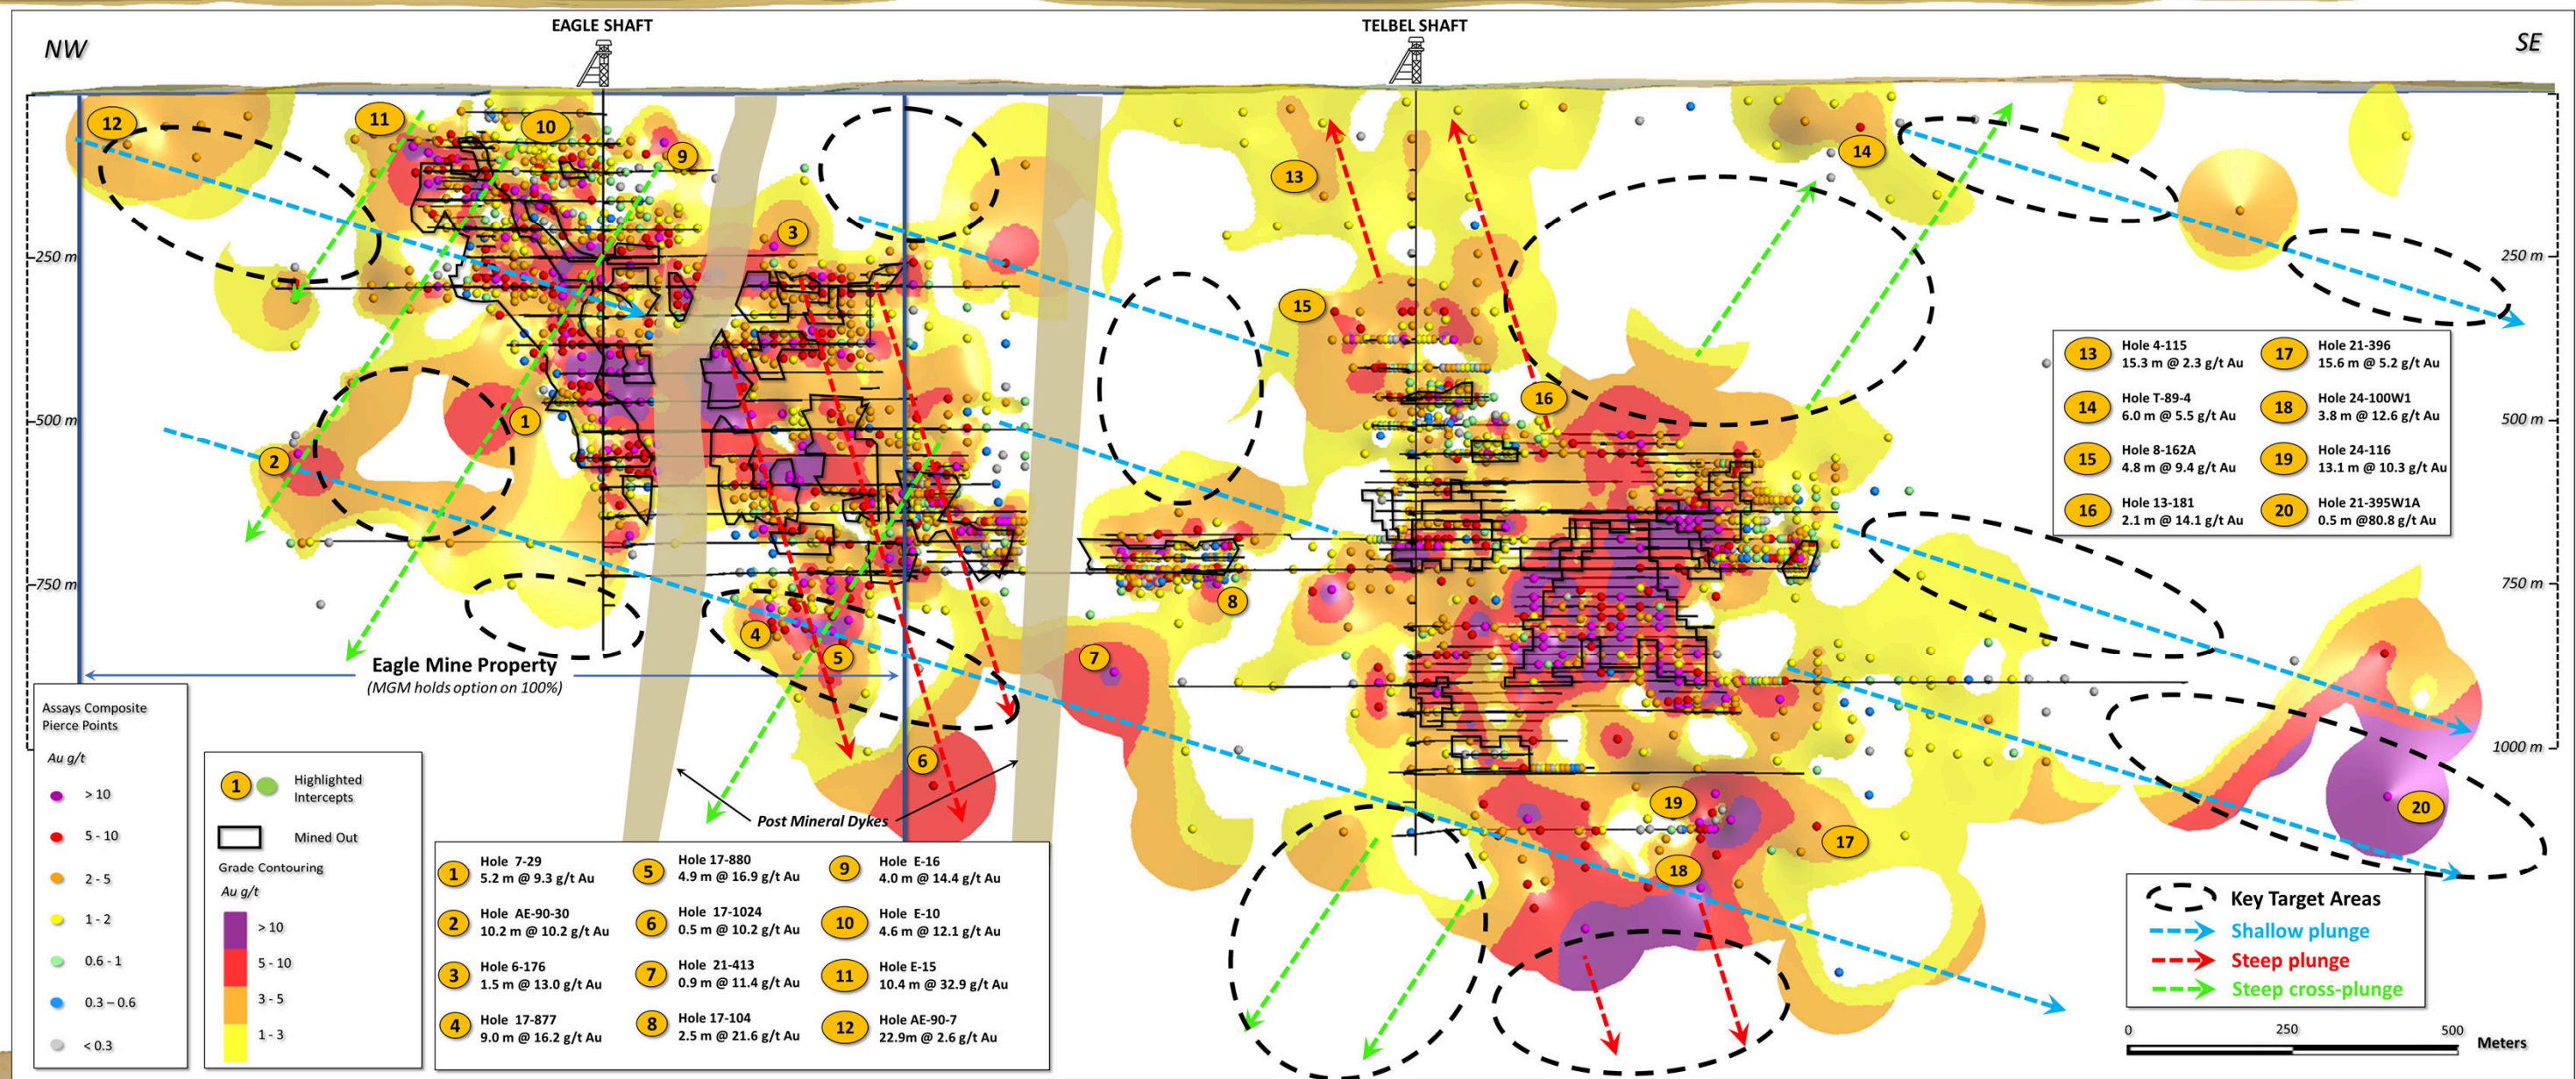 EAGLE SHAFT
TELBEL SHAFT
NW
SE
12
11
10
9
3
13
14
250 m
250 m
15
16
1
2
500 m
500 m
13 Hole 4-115
15.3 m @ 2.3 g/t Au
14 Hole T-89-4
6.0 m @ 5.5 g/t Au
15 Hole 8-162A
4.8 m @ 9.4 g/t Au
16 Hole 13-181
2.1 m @ 14.1 g/t Au
17 Hole 21-396
15.6 m @ 5.2 g/t Au
18 Hole 24-100W1
3.8 m @ 12.6 g/t Au
19 Hole 24-116
13.1 m @ 10.3 g/t Au
20 Hole 21-395W1A
0.5 m @80.8 g/t Au
750 m
750 m
8
4
5
7
Eagle Mine Property
(MGM holds option on 100%)
6
1000 m
19
20
17
18
Post Mineral Dykes
Assays Composite
Pierce Points
Au g/t
> 10
5 - 10
2 - 5
1 - 2
0.6 - 1
0.3 – 0.6
< 0.3
1 Highlighted
Intercepts
Mined Out
Grade Contouring
Au g/t
> 10
5 - 10
3 - 5
1 - 3
1 Hole 7-29
5.2 m @ 9.3 g/t Au
2 Hole AE-90-30
10.2 m @ 10.2 g/t Au
3 Hole 6-176
1.5 m @ 13.0 g/t Au
4 Hole 17-877
9.0 m @ 16.2 g/t Au
5 Hole 17-880
4.9 m @ 16.9 g/t Au
6 Hole 17-1024
0.5 m @ 10.2 g/t Au
7 Hole 21-413
0.9 m @ 11.4 g/t Au
8 Hole 17-104
2.5 m @ 21.6 g/t Au
9 Hole E-16
4.0 m @ 14.4 g/t Au
10 Hole E-10
4.6 m @ 12.1 g/t Au
11 Hole E-15
10.4 m @ 32.9 g/t Au
12 Hole AE-90-7
22.9m @ 2.6 g/t Au
Key Target Areas
Shallow plunge
Steep plunge
Steep cross-plunge
0 250 500
Meters